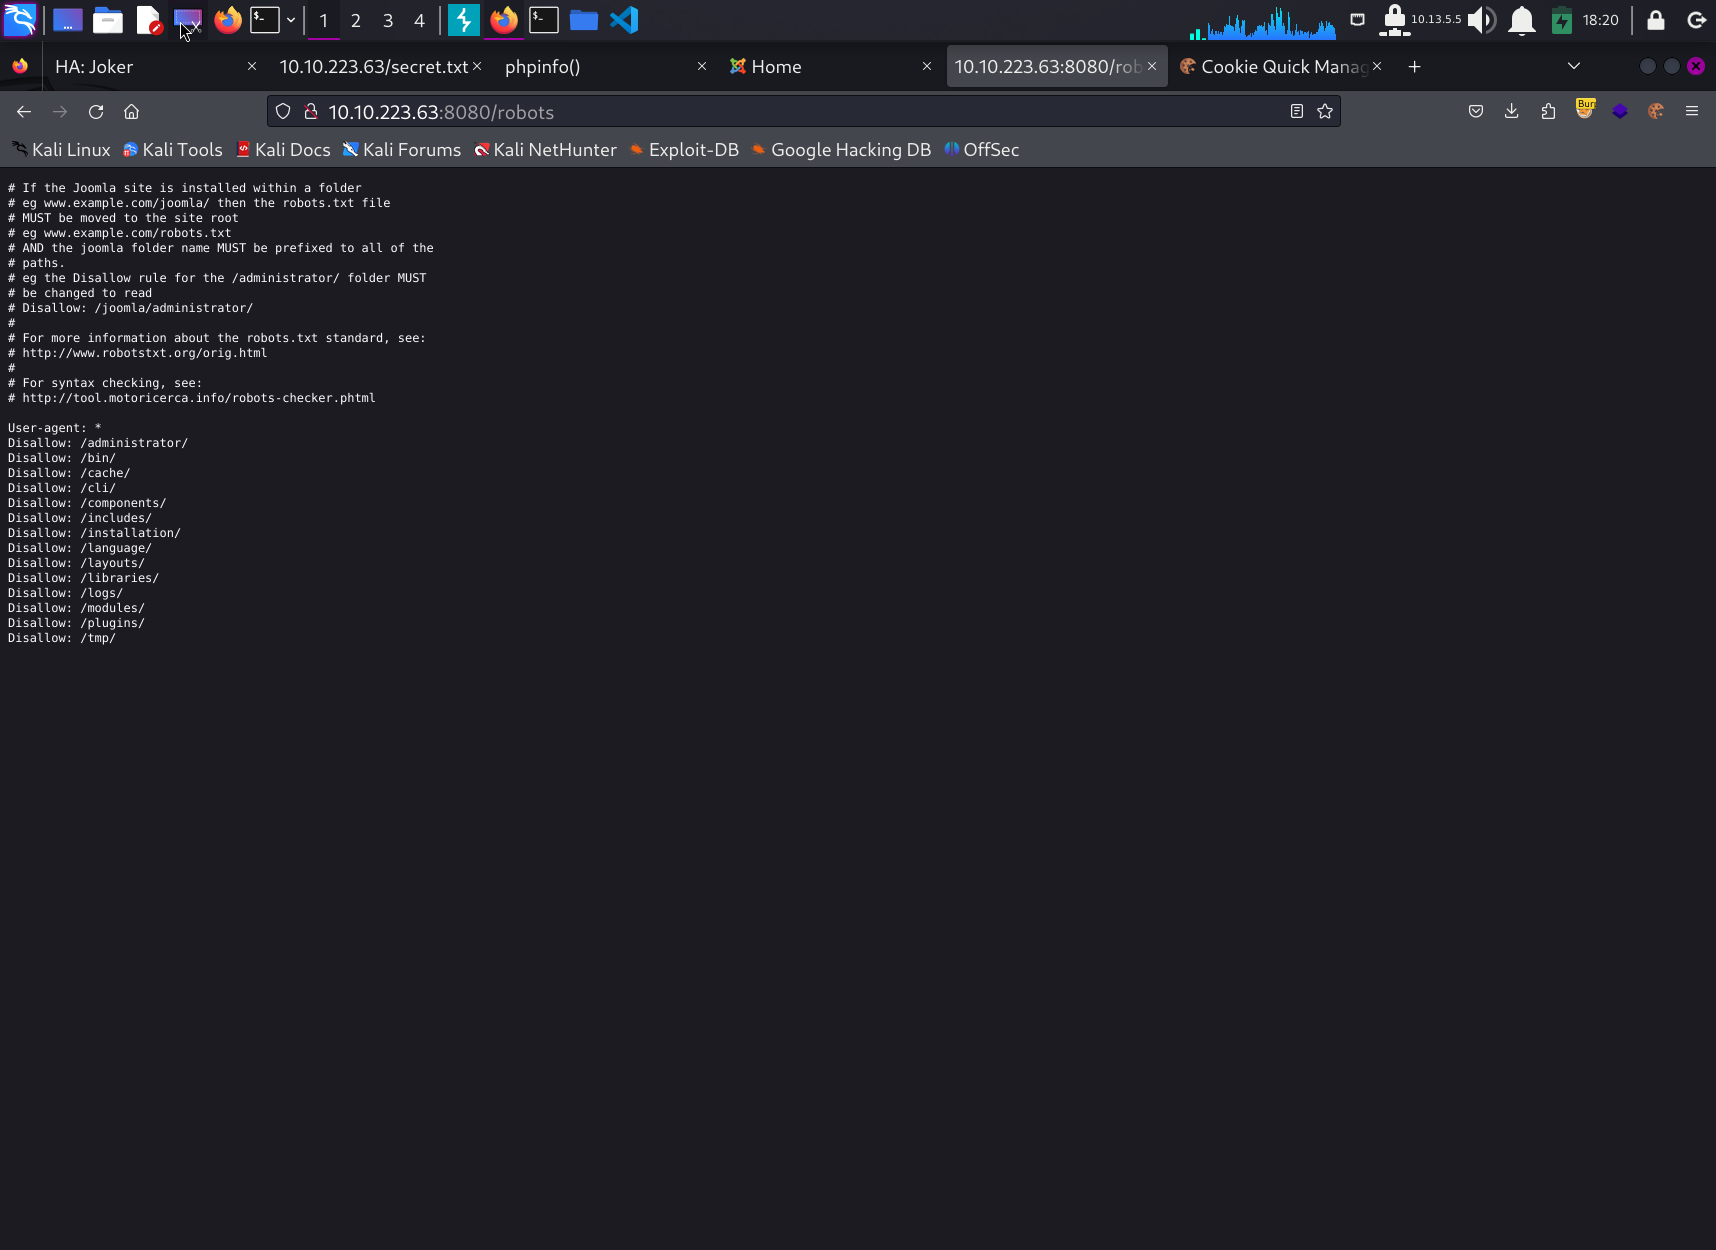 1 2 3 4 10.13.5.5 18:20
HA: Joker 10.10.223.63/secret.txt phpinfo() Home 10.10.223.63:8080/rob Cookie Quick Manag
10.10.223.63:8080/robots Burp
Kali Linux Kali Tools Kali Docs Kali Forums Kali NetHunter Exploit-DB Google Hacking DB OffSec
# If the Joomla site is installed within a folder
# eg www.example.com/joomla/ then the robots.txt file
# MUST be moved to the site root
# eg www.example.com/robots.txt
# AND the joomla folder name MUST be prefixed to all of the
# paths.
# eg the Disallow rule for the /administrator/ folder MUST
# be changed to read
# Disallow: /joomla/administrator/
#
# For more information about the robots.txt standard, see:
# http://www.robotstxt.org/orig.html
#
# For syntax checking, see:
# http://tool.motoricerca.info/robots-checker.phtml
User-agent: *
Disallow: /administrator/
Disallow: /bin/
Disallow: /cache/
Disallow: /cli/
Disallow: /components/
Disallow: /includes/
Disallow: /installation/
Disallow: /language/
Disallow: /layouts/
Disallow: /libraries/
Disallow: /logs/
Disallow: /modules/
Disallow: /plugins/
Disallow: /tmp/